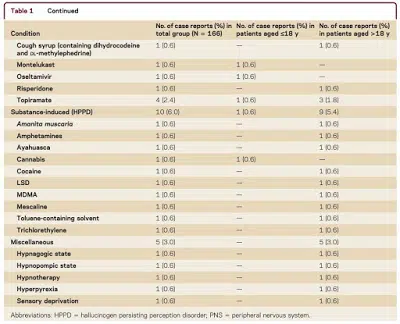 Table 1 Continued
Condition No. of case reports (%) in total group (N = 166) No. of case reports (%) in patients aged ≤18 y No. of case reports (%) in patients aged >18 y
Cough syrup (containing dihydrocodeine and DL-methylephedrine) 1 (0.6) — 1 (0.6)
Montelukast 1 (0.6) 1 (0.6) —
Oseltamivir 1 (0.6) 1 (0.6) —
Risperidone 1 (0.6) — 1 (0.6)
Topiramate 4 (2.4) 1 (0.6) 3 (1.8)
Substance-induced (HPPD) 10 (6.0) 1 (0.6) 9 (5.4)
Amanita muscaria 1 (0.6) — 1 (0.6)
Amphetamines 1 (0.6) — 1 (0.6)
Ayahuasca 1 (0.6) — 1 (0.6)
Cannabis 1 (0.6) 1 (0.6) —
Cocaine 1 (0.6) — 1 (0.6)
LSD 1 (0.6) — 1 (0.6)
MDMA 1 (0.6) — 1 (0.6)
Mescaline 1 (0.6) — 1 (0.6)
Toluene-containing solvent 1 (0.6) — 1 (0.6)
Trichlorethylene 1 (0.6) — 1 (0.6)
Miscellaneous 5 (3.0) — 5 (3.0)
Hypnagogic state 1 (0.6) — 1 (0.6)
Hypnopompic state 1 (0.6) — 1 (0.6)
Hypnotherapy 1 (0.6) — 1 (0.6)
Hyperpyrexia 1 (0.6) — 1 (0.6)
Sensory deprivation 1 (0.6) — 1 (0.6)
Abbreviations: HPPD = hallucinogen persisting perception disorder; PNS = peripheral nervous system.